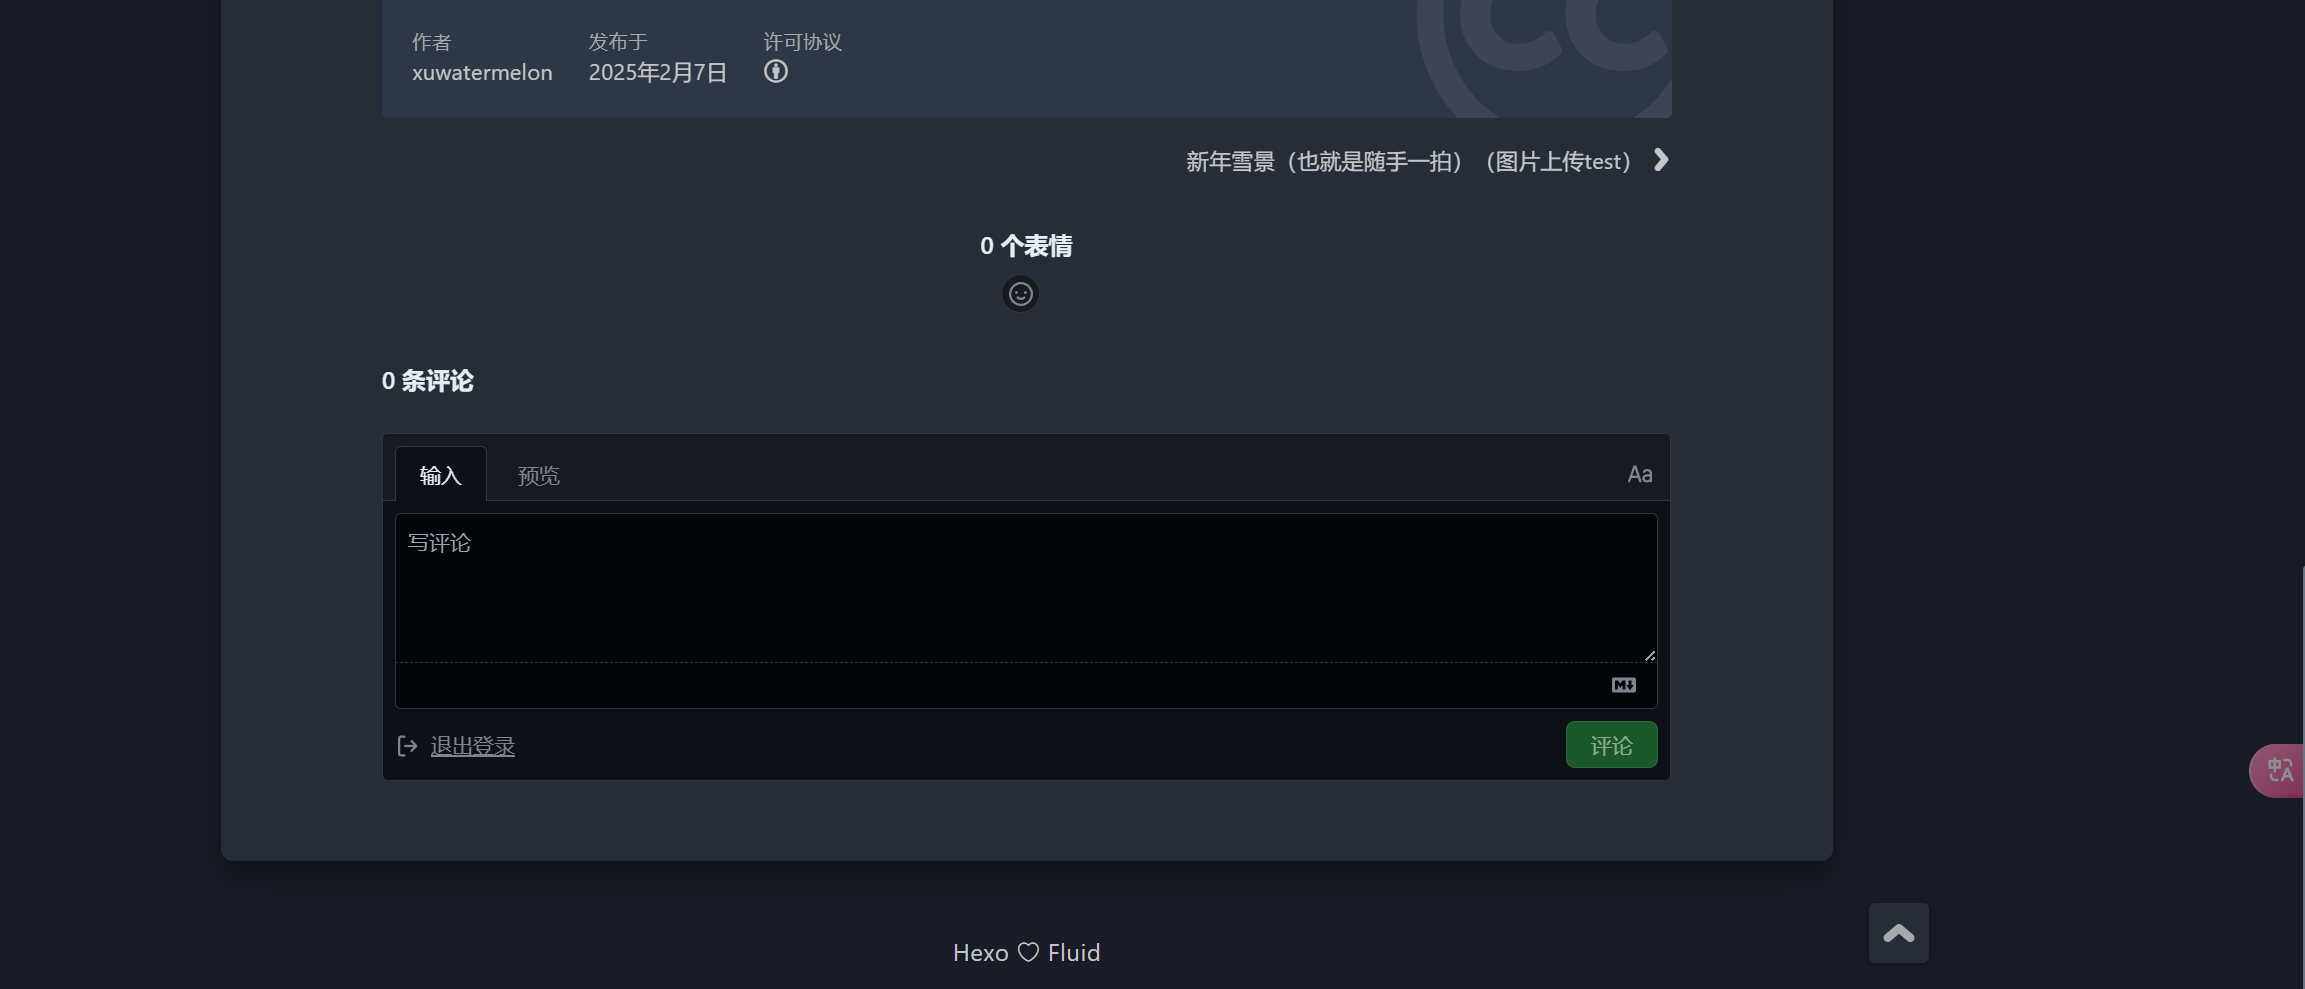 作者 发布于 许可协议
xuwatermelon 2025年2月7日
新年雪景（也就是随手一拍）（图片上传test）
0 个表情
0 条评论
输入 预览 Aa
写评论
退出登录 评论
Hexo ♡ Fluid